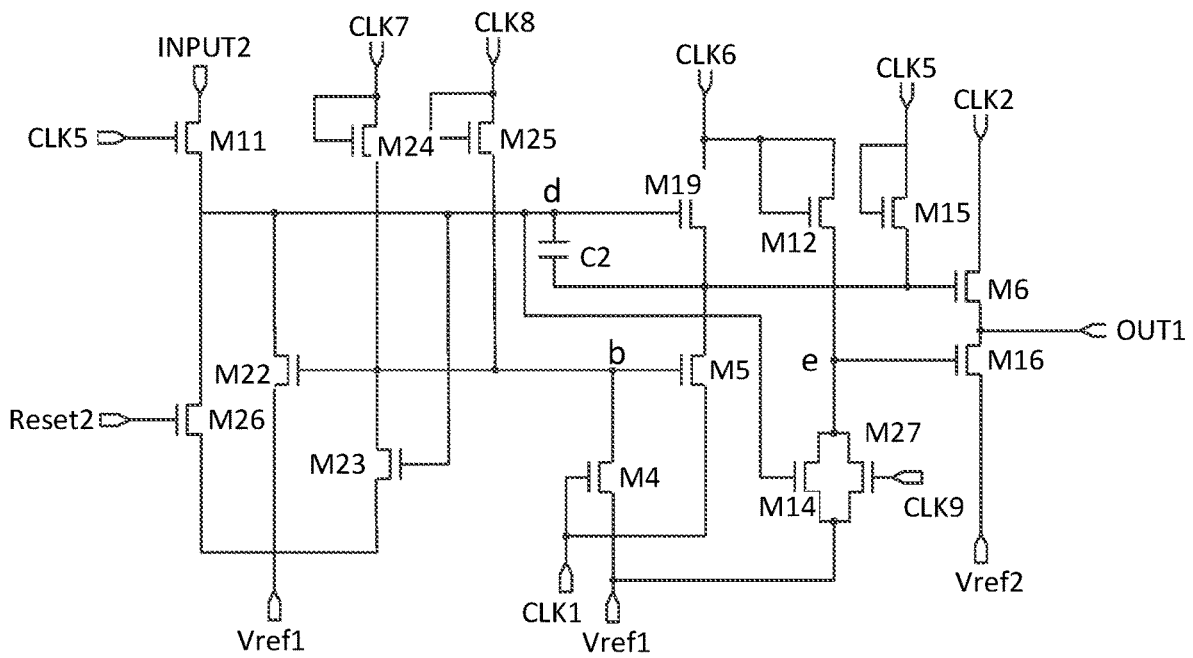 CLK7
CLK8
INPUT2
CLK6
CLK5
CLK2
CLK5
M11
M24
M25
M19
M12
M15
d
C2
M6
OUT1
M22
b
M5
e
M16
Reset2
M26
M23
M4
M27
M14
CLK9
CLK1
Vref2
Vref1
Vref1